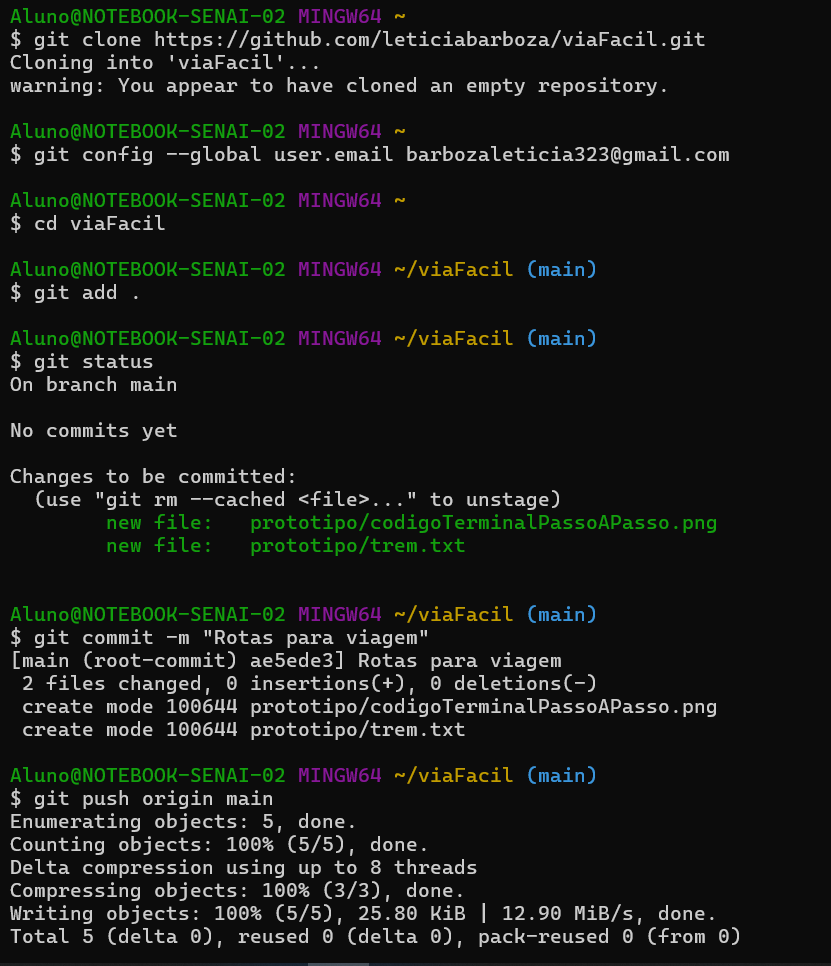 Aluno@NOTEBOOK-SENAI-02 MINGW64 ~
$ git clone https://github.com/leticiabarboza/viaFacil.git
Cloning into 'viaFacil'...
warning: You appear to have cloned an empty repository.

Aluno@NOTEBOOK-SENAI-02 MINGW64 ~
$ git config --global user.email barbozaleticia323@gmail.com

Aluno@NOTEBOOK-SENAI-02 MINGW64 ~
$ cd viaFacil

Aluno@NOTEBOOK-SENAI-02 MINGW64 ~/viaFacil (main)
$ git add .

Aluno@NOTEBOOK-SENAI-02 MINGW64 ~/viaFacil (main)
$ git status
On branch main

No commits yet

Changes to be committed:
  (use "git rm --cached <file>..." to unstage)
        new file:   prototipo/codigoTerminalPassoAPasso.png
        new file:   prototipo/trem.txt


Aluno@NOTEBOOK-SENAI-02 MINGW64 ~/viaFacil (main)
$ git commit -m "Rotas para viagem"
[main (root-commit) ae5ede3] Rotas para viagem
 2 files changed, 0 insertions(+), 0 deletions(-)
 create mode 100644 prototipo/codigoTerminalPassoAPasso.png
 create mode 100644 prototipo/trem.txt

Aluno@NOTEBOOK-SENAI-02 MINGW64 ~/viaFacil (main)
$ git push origin main
Enumerating objects: 5, done.
Counting objects: 100% (5/5), done.
Delta compression using up to 8 threads
Compressing objects: 100% (3/3), done.
Writing objects: 100% (5/5), 25.80 KiB | 12.90 MiB/s, done.
Total 5 (delta 0), reused 0 (delta 0), pack-reused 0 (from 0)